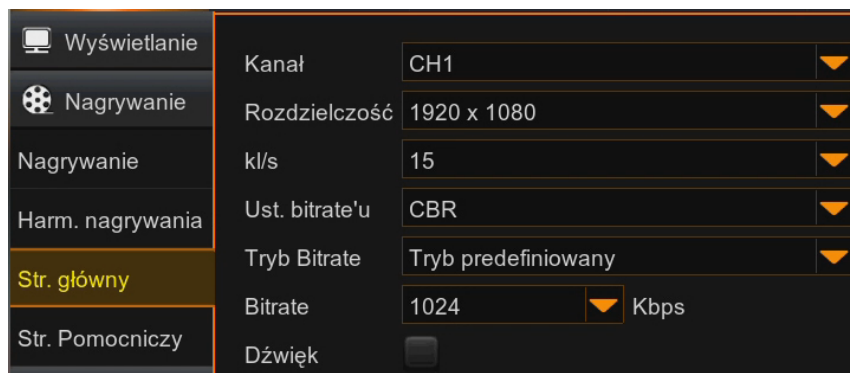 Wyświetlanie
Nagrywanie
Nagrywanie
Harm. nagrywania
Str. główny
Str. Pomocniczy
Kanał CH1
Rozdzielczość 1920 x 1080
kl/s 15
Ust. bitrate'u CBR
Tryb Bitrate Tryb predefiniowany
Bitrate 1024 Kbps
Dźwięk